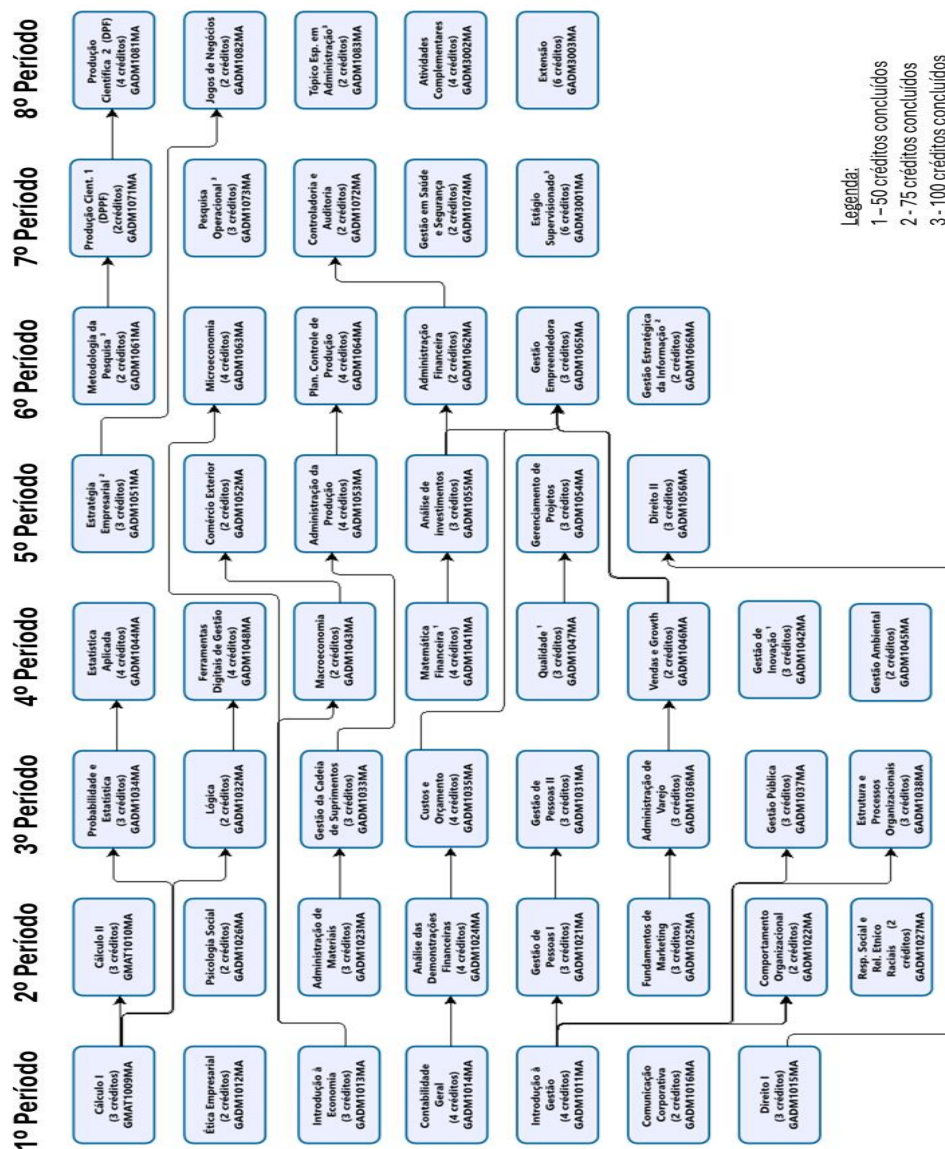 1º Período
Cálculo I
(3 créditos)
GMAT1009MA
Ética Empresarial
(2 créditos)
GADM1012MA
Introdução à
Economia
(3 créditos)
GADM1013MA
Contabilidade
Geral
(4 créditos)
GADM1014MA
Introdução à
Gestão
(4 créditos)
GADM1011MA
Comunicação
Corporativa
(2 créditos)
GADM1016MA
Direito I
(3 créditos)
GADM1015MA
2º Período
Cálculo II
(3 créditos)
GMAT1010MA
Psicologia Social
(2 créditos)
GADM1026MA
Administração de
Materiais
(3 créditos)
GADM1023MA
Análise das
Demonstrações
Financeiras
(4 créditos)
GADM1024MA
Gestão de
Pessoas I
(3 créditos)
GADM1021MA
Fundamentos de
Marketing
(3 créditos)
GADM1025MA
Comportamento
Organizacional
(2 créditos)
GADM1022MA
Resp. Social e
Rel. Etnico
Raciais (2
créditos)
GADM1027MA
3º Período
Probabilidade e
Estatística
(3 créditos)
GADM1034MA
Lógica
(2 créditos)
GADM1032MA
Gestão da Cadeia
de Suprimentos
(3 créditos)
GADM1033MA
Custos e
Orçamento
(4 créditos)
GADM1035MA
Gestão de
Pessoas II
(3 créditos)
GADM1031MA
Administração de
Varejo
(3 créditos)
GADM1036MA
Gestão Pública
(3 créditos)
GADM1037MA
Estrutura e
Processos
Organizacionais
(3 créditos)
GADM1038MA
4º Período
Estatística
Aplicada
(4 créditos)
GADM1044MA
Ferramentas
Digitais de Gestão
(4 créditos)
GADM1048MA
Macroeconomia
(2 créditos)
GADM1043MA
Matemática
Financeira ¹
(4 créditos)
GADM1041MA
Qualidade ¹
(3 créditos)
GADM1047MA
Vendas e Growth
(2 créditos)
GADM1046MA
Gestão de
Inovação ¹
(3 créditos)
GADM1042MA
Gestão Ambiental
(2 créditos)
GADM1045MA
5º Período
Estratégia
Empresarial ²
(3 créditos)
GADM1051MA
Comércio Exterior
(2 créditos)
GADM1052MA
Administração da
Produção
(4 créditos)
GADM1053MA
Análise de
investimentos
(3 créditos)
GADM1055MA
Gerenciamento de
Projetos
(3 créditos)
GADM1054MA
Direito II
(3 créditos)
GADM1056MA
6º Período
Metodologia da
Pesquisa ³
(2 créditos)
GADM1061MA
Microeconomia
(4 créditos)
GADM1063MA
Plan. Controle de
Produção
(4 créditos)
GADM1064MA
Administração
Financeira
(2 créditos)
GADM1062MA
Gestão
Empreendedora
(3 créditos)
GADM1065MA
Gestão Estratégica
da Informação ²
(2 créditos)
GADM1066MA
7º Período
Produção Cient. 1
(DPPF)
(2créditos)
GADM1071MA
Pesquisa
Operacional ³
(3 créditos)
GADM1073MA
Controladoria e
Auditoria
(2 créditos)
GADM1072MA
Gestão em Saúde
e Segurança
(2 créditos)
GADM1074MA
Estágio
Supervisionado³
(6 créditos)
GADM3001MA
8º Período
Produção
Científica 2 (DPF)
(4 créditos)
GADM1081MA
Jogos de Negócios
(2 créditos)
GADM1082MA
Tópico Esp. em
Administração³
(2 créditos)
GADM1083MA
Atividades
Complementares
(4 créditos)
GADM3002MA
Extensão
(6 créditos)
GADM3003MA
Legenda:
1 – 50 créditos concluídos
2 - 75 créditos concluídos
3 - 100 créditos concluídos